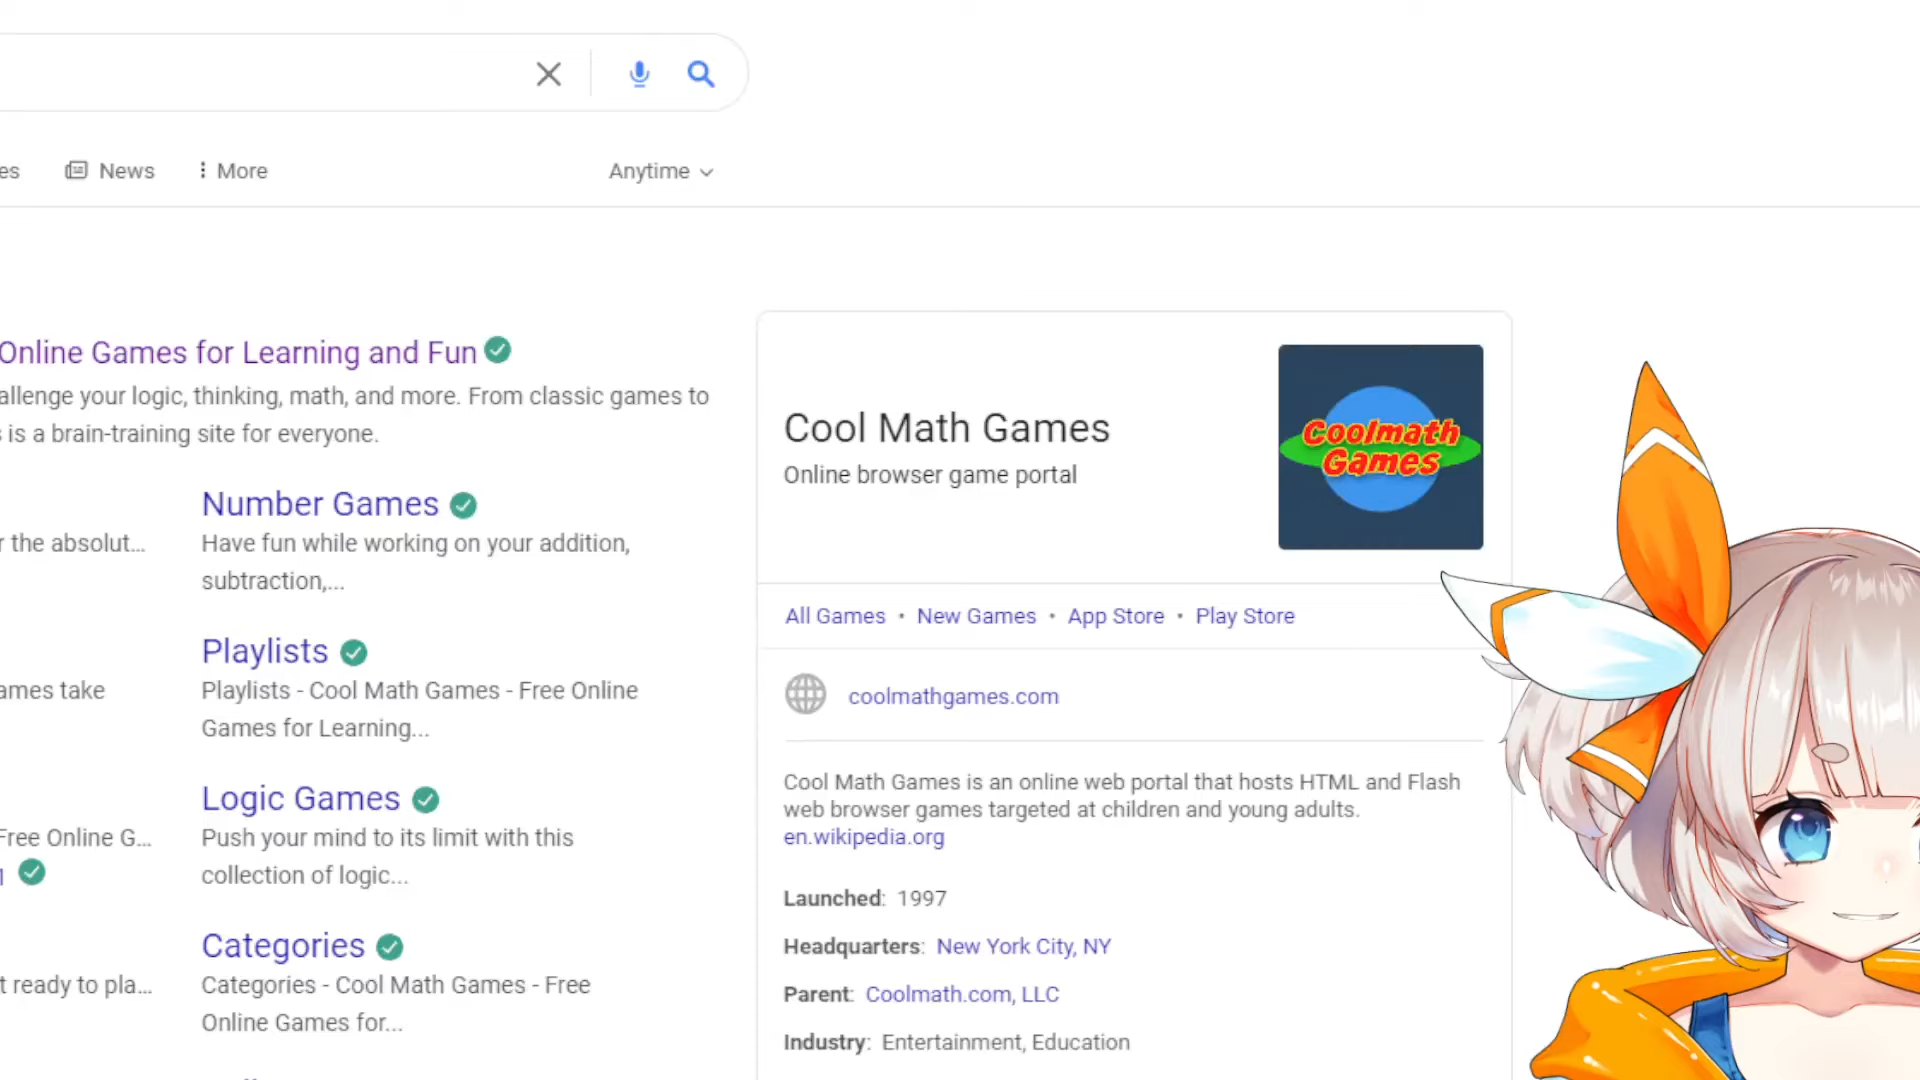 es
News
More
Anytime
Online Games for Learning and Fun
allenge your logic, thinking, math, and more. From classic games to
s is a brain-training site for everyone.
r the absolut...
ames take
Free Online G...
t ready to pla...
Number Games
Have fun while working on your addition,
subtraction,...
Playlists
Playlists - Cool Math Games - Free Online
Games for Learning...
Logic Games
Push your mind to its limit with this
collection of logic...
Categories
Categories - Cool Math Games - Free
Online Games for...
Cool Math Games
Online browser game portal
Coolmath
Games
All Games • New Games • App Store • Play Store
coolmathgames.com
Cool Math Games is an online web portal that hosts HTML and Flash
web browser games targeted at children and young adults.
en.wikipedia.org
Launched: 1997
Headquarters: New York City, NY
Parent: Coolmath.com, LLC
Industry: Entertainment, Education